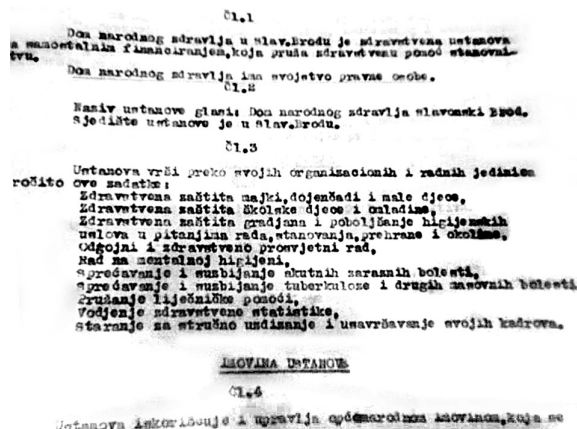 Čl.1
Dom narodnog zdravlja u Slav.Brodu je zdravstvena ustanova
sa samostalnim financiranjem,koja pruža zdravstvenu pomoć stanovni-
štvu.
Dom narodnog zdravlja ima svojstvo pravne osobe.
Čl.2
Naziv ustanove glasi: Dom narodnog zdravlja Slavonski Brod.
Sjedište ustanove je u Slav.Brodu.
Čl.3
Ustanova vrši preko svojih organizacionih i radnih jedinica
ročito ove zadatke:
Zdravstvena zaštita majki,dojenčadi i male djece,
Zdravstvena zaštita školske djece i omladine,
Zdravstvena zaštita gradjana i poboljšanje higijenskih
uslova u pitanjima rada,stanovanja,prehrane i okoline,
Odgojni i zdravstveno prosvjetni rad,
Rad na mentalnoj higijeni,
Spredavanje i suzbijanje akutnih zaraznih bolesti,
Spredavanje i suzbijanje tuberkuloze i drugih masovnih bolesti,
Pružanje liječničke pomoći,
Vodjenje zdravstvene statistike,
Staranje za stručno uzdizanje i usavršavanje svojih kadrova.
IMOVINA USTANOVE
Čl.4
Ustanova iskorišćuje i upravlja općenarodnom imovinom,koja se